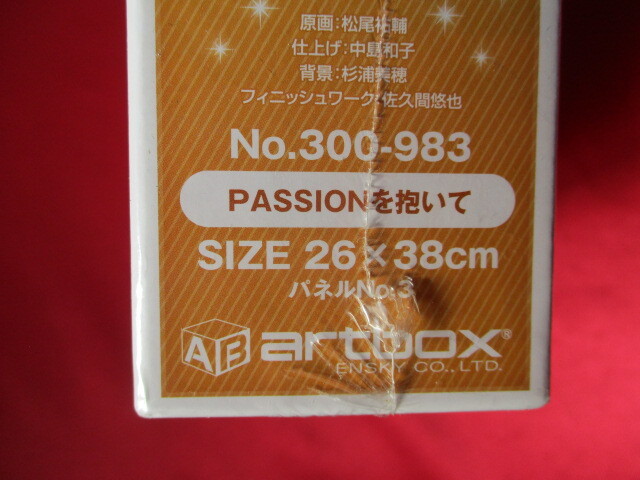 原画:松尾祐輔
仕上げ:中島和子
背景:杉浦美穂
フィニッシュワーク:佐久間悠也
No.300-983
PASSIONを抱いて
SIZE 26×38cm
パネルNo.3
AB artbox®
ENSKY CO., LTD.